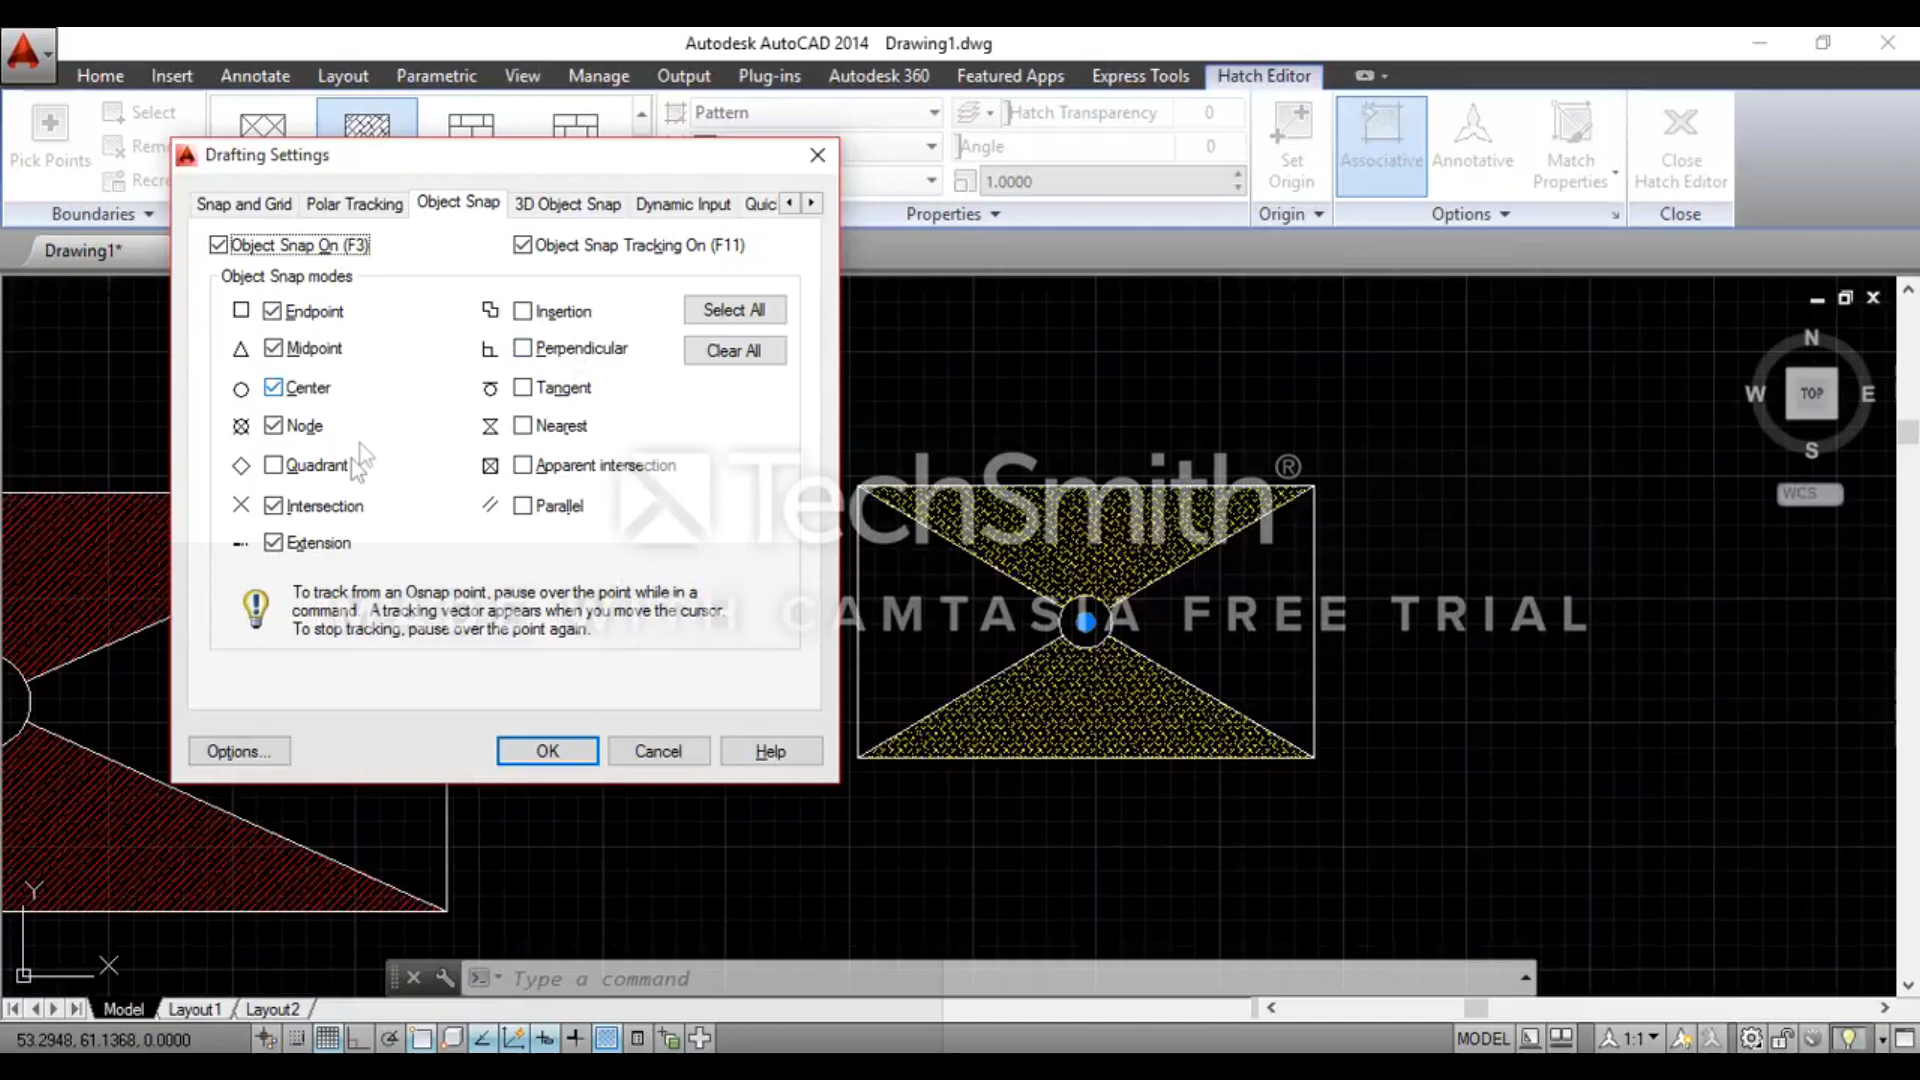 Autodesk AutoCAD 2014 Drawing1.dwg
Home Insert Annotate Layout Parametric View Manage Output Plug-ins Autodesk 360 Featured Apps Express Tools Hatch Editor
Select
Pattern
Hatch Transparency 0
Pick Points
Angle 0
Set Origin
Associative
Annotative
Match Properties
Close Hatch Editor
1.0000
Boundaries
Properties
Origin
Options
Close
Drawing1*
Drafting Settings
Snap and Grid Polar Tracking Object Snap 3D Object Snap Dynamic Input Quic
Object Snap On (F3) Object Snap Tracking On (F11)
Object Snap modes
Endpoint Insertion Select All
Midpoint Perpendicular Clear All
Center Tangent
Node Nearest
Quadrant Apparent intersection
Intersection Parallel
Extension
To track from an Osnap point, pause over the point while in a
command. A tracking vector appears when you move the cursor.
To stop tracking, pause over the point again.
Options... OK Cancel Help
TechSmith®
CAMTASIA FREE TRIAL
N
W TOP E
S
WCS
Y
X
Type a command
Model Layout1 Layout2
53.2948, 61.1368, 0.0000
MODEL
1:1